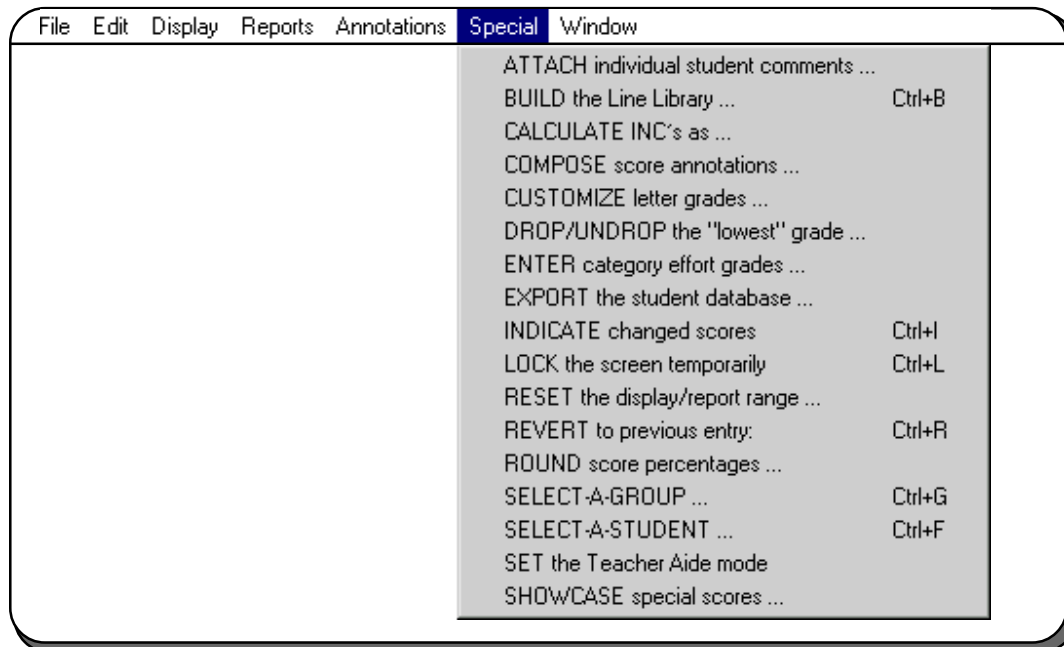 File Edit Display Reports Annotations Special Window
ATTACH individual student comments ...
BUILD the Line Library ... Ctrl+B
CALCULATE INC's as ...
COMPOSE score annotations ...
CUSTOMIZE letter grades ...
DROP/UNDROP the "lowest" grade ...
ENTER category effort grades ...
EXPORT the student database ...
INDICATE changed scores Ctrl+I
LOCK the screen temporarily Ctrl+L
RESET the display/report range ...
REVERT to previous entry: Ctrl+R
ROUND score percentages ...
SELECT-A-GROUP ... Ctrl+G
SELECT-A-STUDENT ... Ctrl+F
SET the Teacher Aide mode
SHOWCASE special scores ...